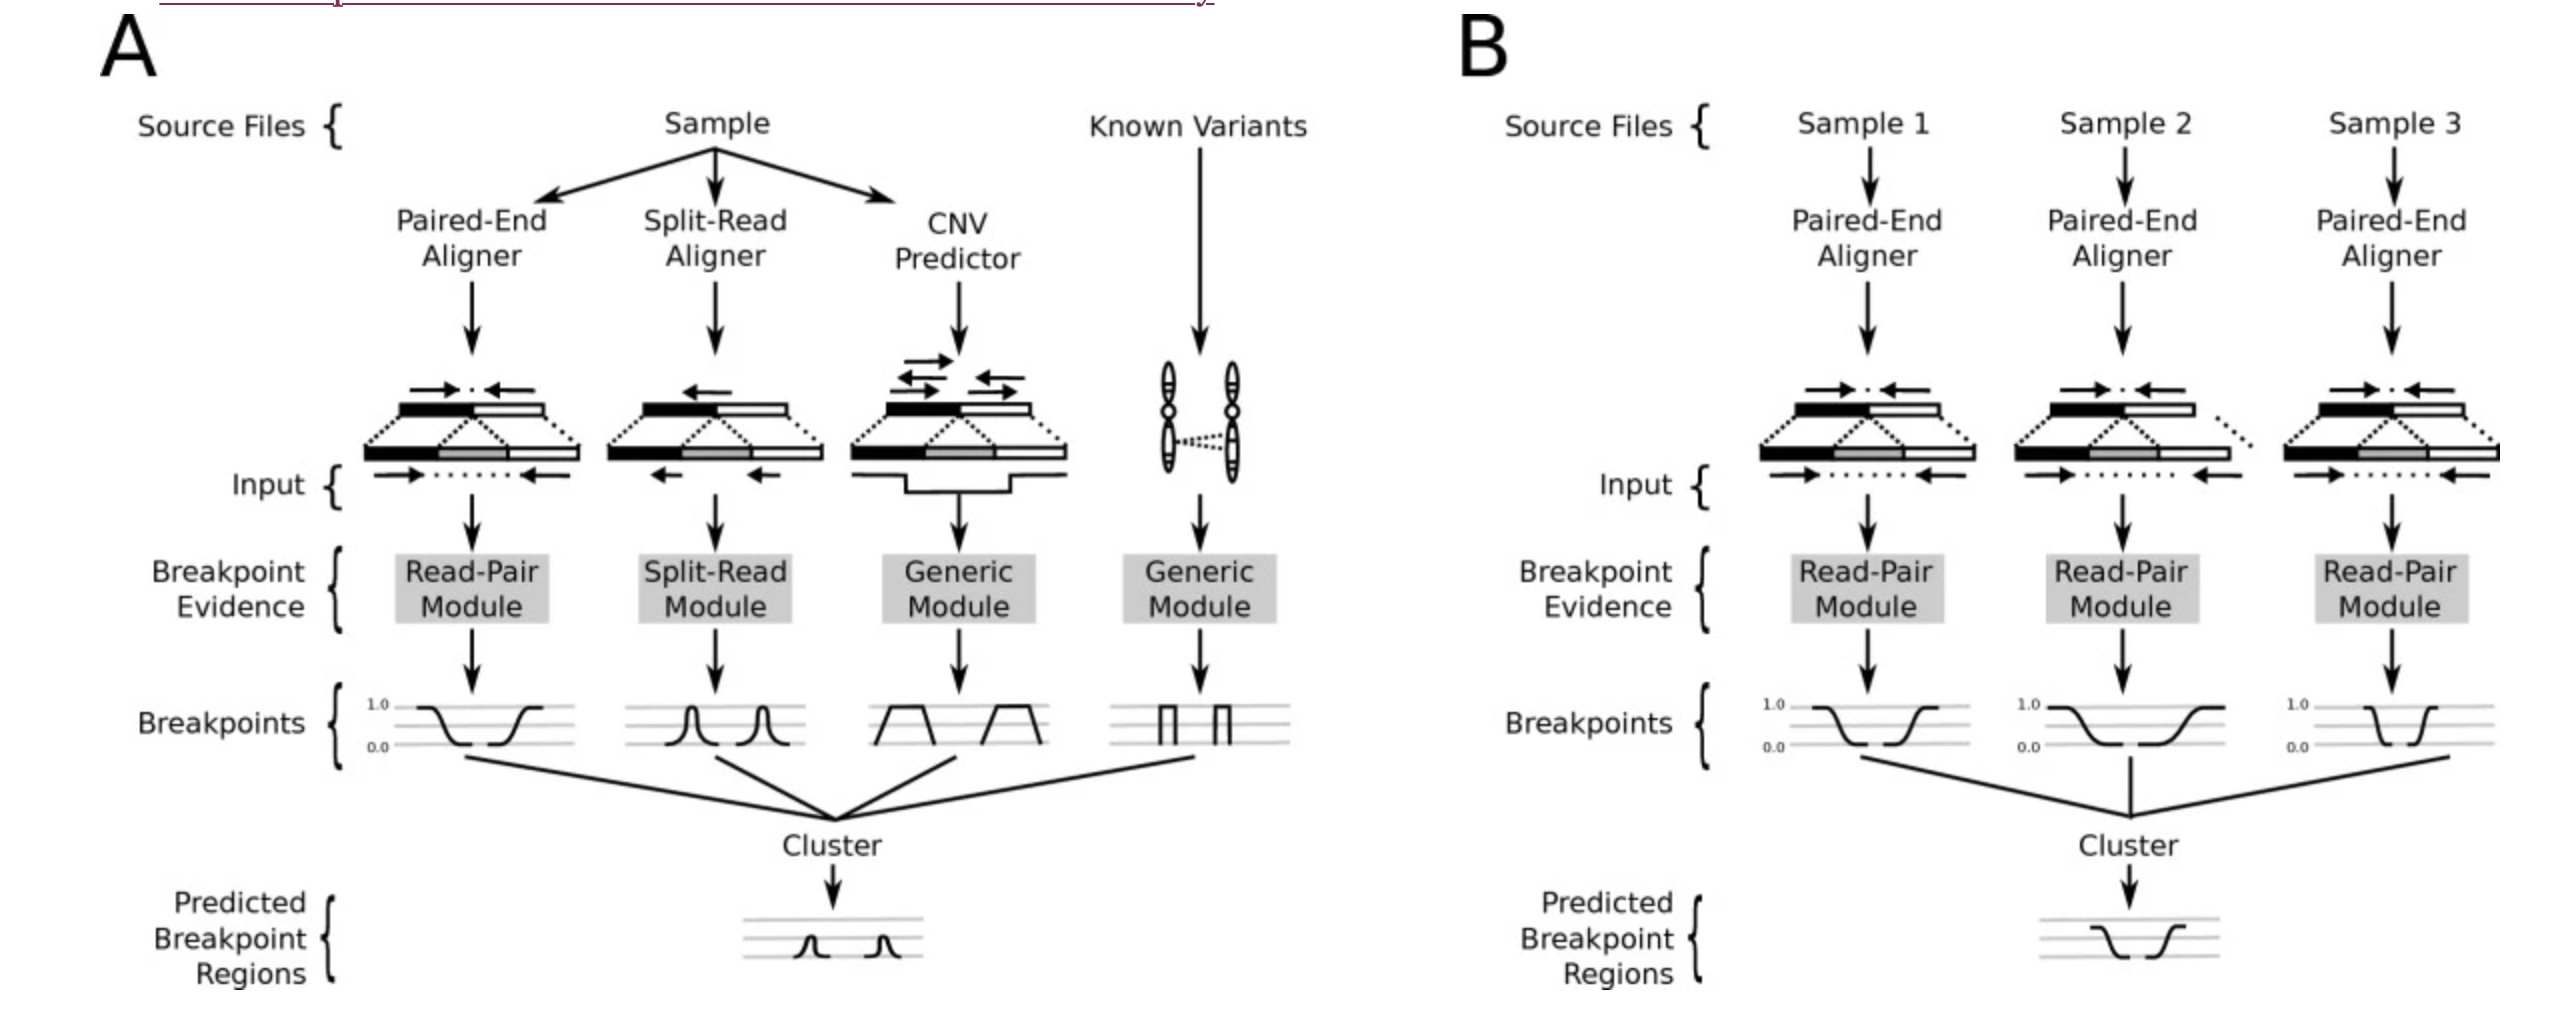 A
Source Files
Sample
Known Variants
Paired-End
Aligner
Split-Read
Aligner
CNV
Predictor
Input
Breakpoint
Evidence
Read-Pair
Module
Split-Read
Module
Generic
Module
Generic
Module
Breakpoints
1.0
0.0
Cluster
Predicted
Breakpoint
Regions
B
Source Files
Sample 1
Sample 2
Sample 3
Paired-End
Aligner
Paired-End
Aligner
Paired-End
Aligner
Input
Breakpoint
Evidence
Read-Pair
Module
Read-Pair
Module
Read-Pair
Module
Breakpoints
1.0
0.0
1.0
0.0
1.0
0.0
Cluster
Predicted
Breakpoint
Regions